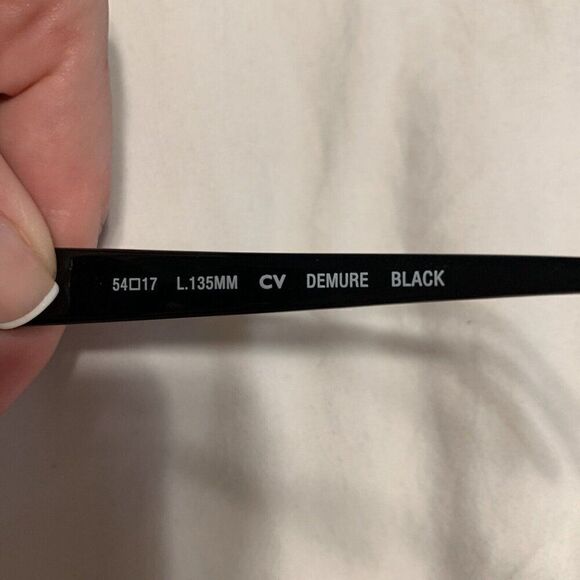 54□17 L.135MM CV DEMURE BLACK